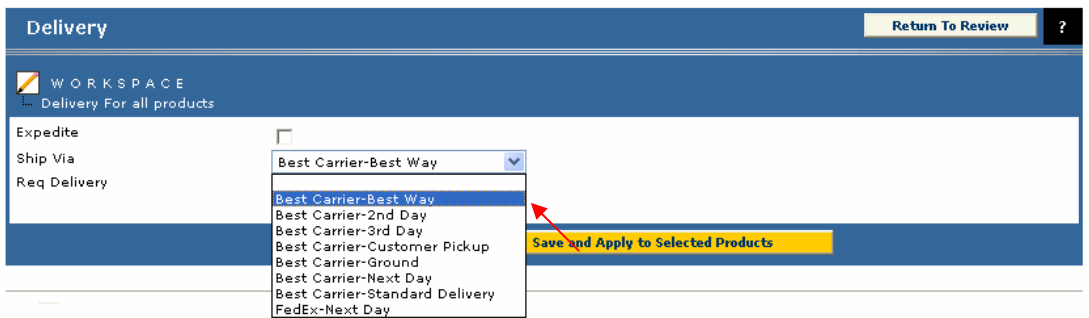 Delivery
Return To Review
?
WORKSPACE
Delivery For all products
Expedite
Ship Via
Best Carrier-Best Way
Req Delivery
Best Carrier-Best Way
Best Carrier-2nd Day
Best Carrier-3rd Day
Best Carrier-Customer Pickup
Best Carrier-Ground
Best Carrier-Next Day
Best Carrier-Standard Delivery
FedEx-Next Day
Save and Apply to Selected Products